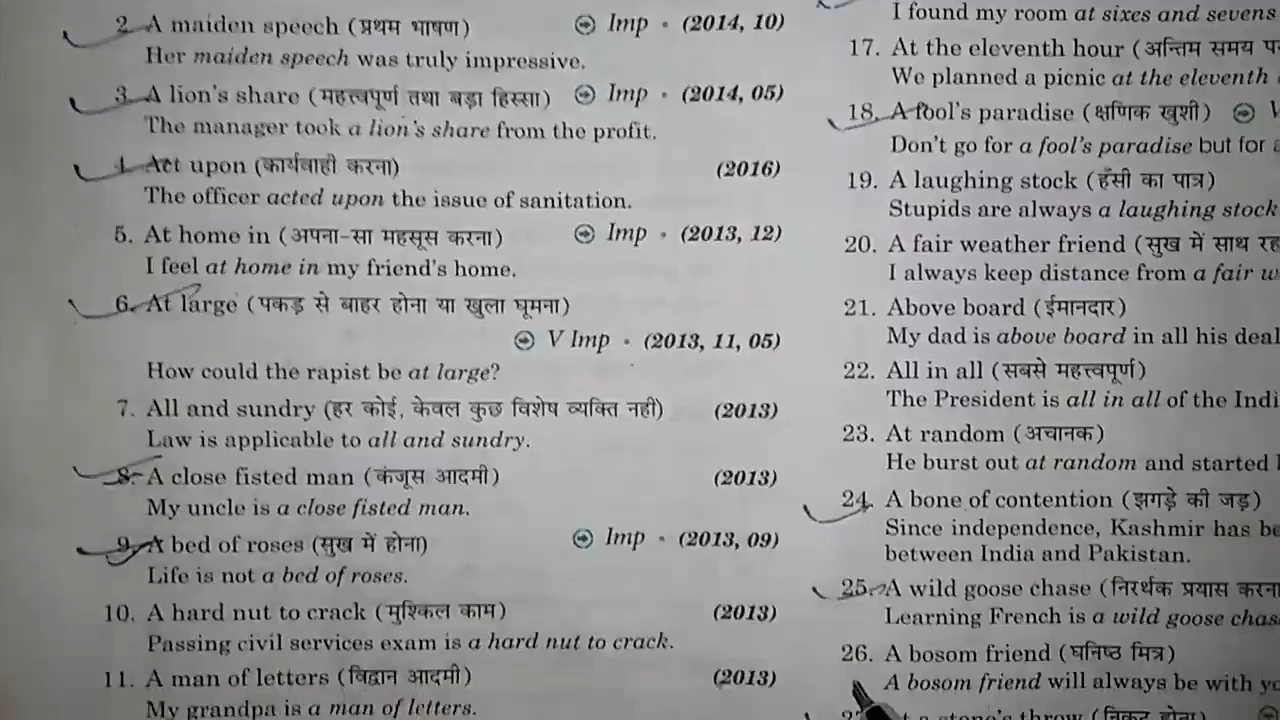 2. A maiden speech (प्रथम भाषण) Imp • (2014, 10)
Her maiden speech was truly impressive.
3. A lion's share (महत्त्वपूर्ण तथा बड़ा हिस्सा) Imp • (2014, 05)
The manager took a lion's share from the profit.
4. Act upon (कार्यवाही करना) (2016)
The officer acted upon the issue of sanitation.
5. At home in (अपना-सा महसूस करना) Imp • (2013, 12)
I feel at home in my friend's home.
6. At large (पकड़ से बाहर होना या खुला घूमना)
V Imp • (2013, 11, 05)
How could the rapist be at large?
7. All and sundry (हर कोई, केवल कुछ विशेष व्यक्ति नहीं) (2013)
Law is applicable to all and sundry.
8. A close fisted man (कंजूस आदमी) (2013)
My uncle is a close fisted man.
9. A bed of roses (सुख में होना) Imp • (2013, 09)
Life is not a bed of roses.
10. A hard nut to crack (मुश्किल काम) (2013)
Passing civil services exam is a hard nut to crack.
11. A man of letters (विद्वान आदमी) (2013)
My grandpa is a man of letters.
I found my room at sixes and sevens
17. At the eleventh hour (अन्तिम समय
We planned a picnic at the eleventh
18. A fool's paradise (क्षणिक खुशी)
Don't go for a fool's paradise but for
19. A laughing stock (हँसी का पात्र)
Stupids are always a laughing stock
20. A fair weather friend (सुख में साथ
I always keep distance from a fair
21. Above board (ईमानदार)
My dad is above board in all his
22. All in all (सबसे महत्त्वपूर्ण)
The President is all in all of the
23. At random (अचानक)
He burst out at random and started
24. A bone of contention (झगड़े की जड़)
Since independence, Kashmir has
between India and Pakistan.
25. A wild goose chase (निरर्थक प्रयास करना
Learning French is a wild goose
26. A bosom friend (घनिष्ठ मित्र)
A bosom friend will always be with
stone's throw (निकट होना)